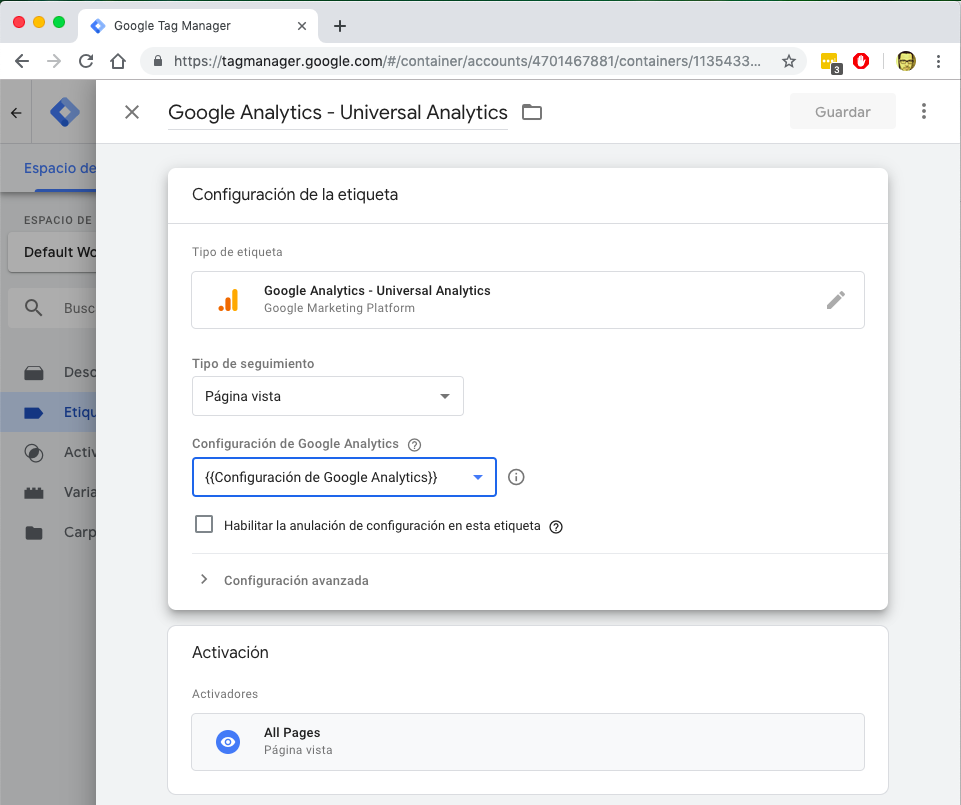 Google Tag Manager
https://tagmanager.google.com/#/container/accounts/4701467881/containers/1135433...
3
Google Analytics - Universal Analytics
Guardar
Espacio de
ESPACIO DE
Default Wo
Busc
Desc
Etiqu
Activ
Varia
Carp
Configuración de la etiqueta
Tipo de etiqueta
Google Analytics - Universal Analytics
Google Marketing Platform
Tipo de seguimiento
Página vista
Configuración de Google Analytics
{{Configuración de Google Analytics}}
Habilitar la anulación de configuración en esta etiqueta
Configuración avanzada
Activación
Activadores
All Pages
Página vista